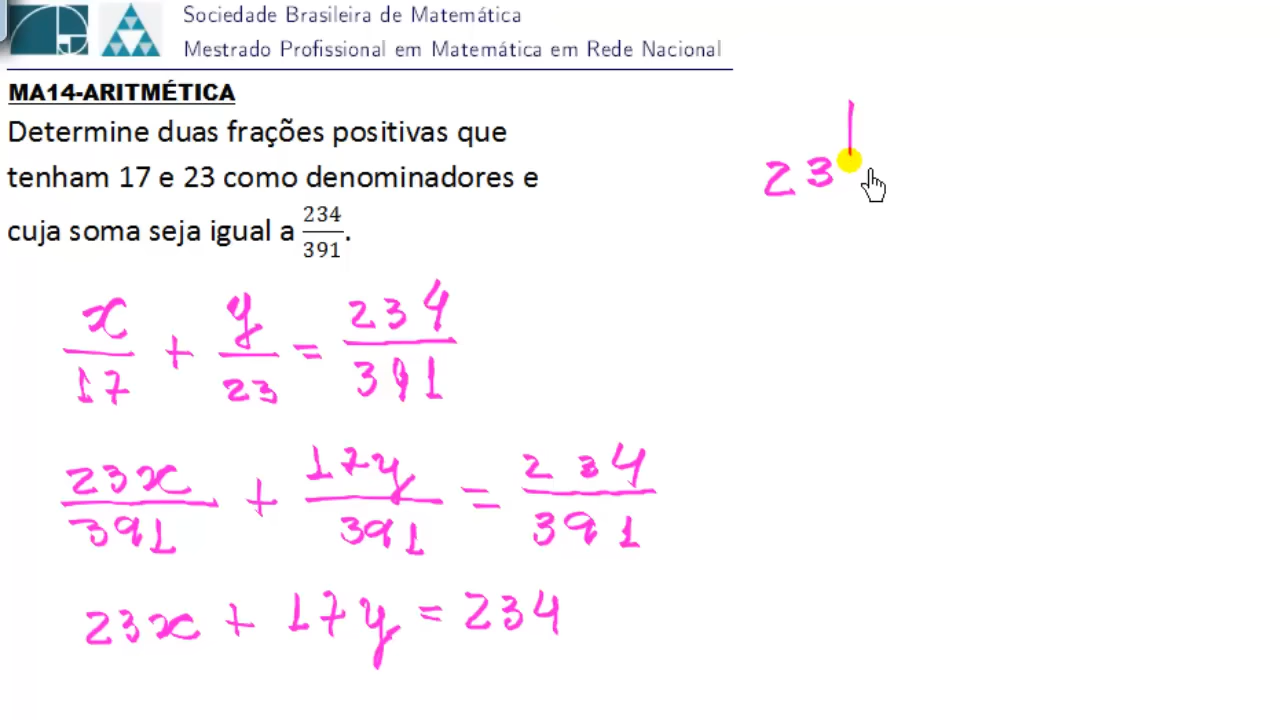 Sociedade Brasileira de Matemática
Mestrado Profissional em Matemática em Rede Nacional
MA14-ARITMÉTICA
Determine duas frações positivas que
tenham 17 e 23 como denominadores e
cuja soma seja igual a 234/391.
x/17 + y/23 = 234/391
23x/391 + 17y/391 = 234/391
23x + 17y = 234
23